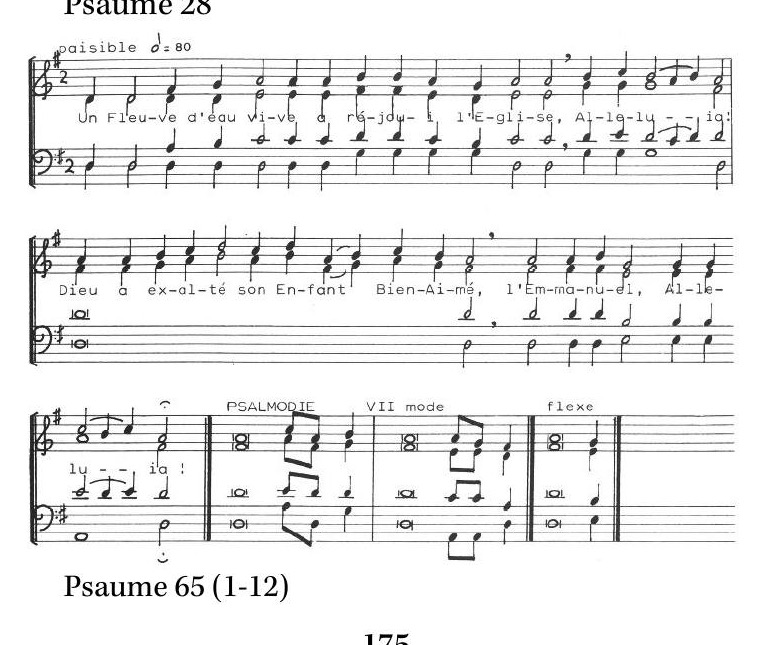 Psaume 28
paisible = 80
Un Fleu-ve d'eau vi-ve a ré-jou-i l'E-gli-se, Al-le-lu - - ia!
Dieu a ex-al-té son En-fant Bien-Ai-mé, l'Em-ma-nu-el, Al-le-
PSALMODIE VII mode flexe
lu - - ia !
Psaume 65 (1-12)
175